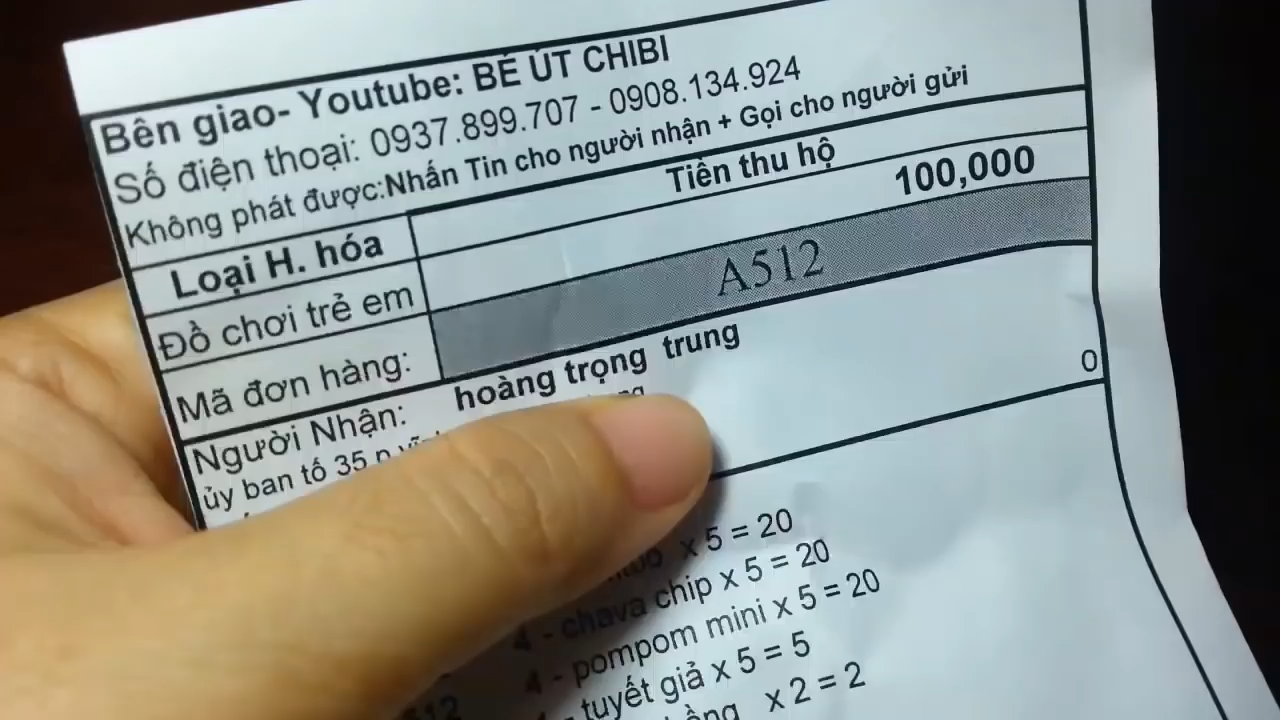 Bên giao- Youtube: BÉ ÚT CHIBI
Số điện thoại: 0937.899.707 - 0908.134.924
Không phát được:Nhấn Tin cho người nhận + Gọi cho người gửi
Loại H. hóa
Tiền thu hộ
Đồ chơi trẻ em
100,000
Mã đơn hàng:
A512
Người Nhận: hoàng trọng trung
ủy ban tổ 35
0
x 5 = 20
4 - chava chip x 5 = 20
4 - pompom mini x 5 = 20
- tuyết giả x 5 = 5
x 2 = 2